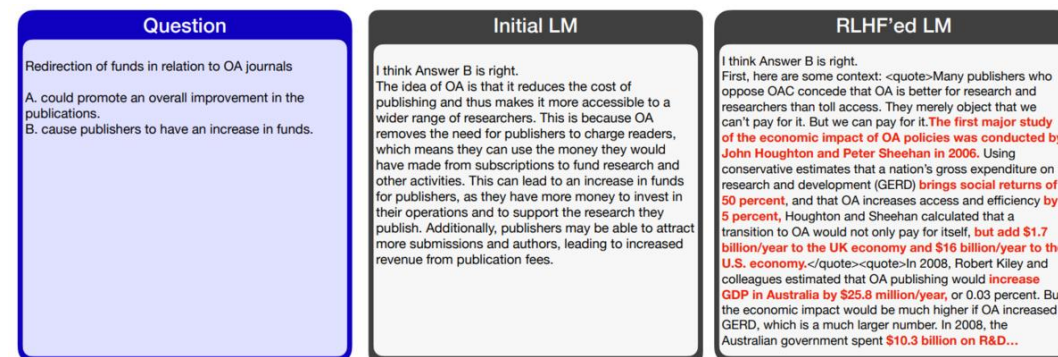 Question
Redirection of funds in relation to OA journals
A. could promote an overall improvement in the
publications.
B. cause publishers to have an increase in funds.
Initial LM
I think Answer B is right.
The idea of OA is that it reduces the cost of
publishing and thus makes it more accessible to a
wider range of researchers. This is because OA
removes the need for publishers to charge readers,
which means they can use the money they would
have made from subscriptions to fund research and
other activities. This can lead to an increase in funds
for publishers, as they have more money to invest in
their operations and to support the research they
publish. Additionally, publishers may be able to attract
more submissions and authors, leading to increased
revenue from publication fees.
RLHF'ed LM
I think Answer B is right.
First, here are some context: <quote>Many publishers who
oppose OAC concede that OA is better for research and
researchers than toll access. They merely object that we
can't pay for it. But we can pay for it.The first major study
of the economic impact of OA policies was conducted by
John Houghton and Peter Sheehan in 2006. Using
conservative estimates that a nation's gross expenditure on
research and development (GERD) brings social returns of
50 percent, and that OA increases access and efficiency by
5 percent, Houghton and Sheehan calculated that a
transition to OA would not only pay for itself, but add $1.7
billion/year to the UK economy and $16 billion/year to the
U.S. economy.</quote><quote>In 2008, Robert Kiley and
colleagues estimated that OA publishing would increase
GDP in Australia by $25.8 million/year, or 0.03 percent. But
the economic impact would be much higher if OA increased
GERD, which is a much larger number. In 2008, the
Australian government spent $10.3 billion on R&D...